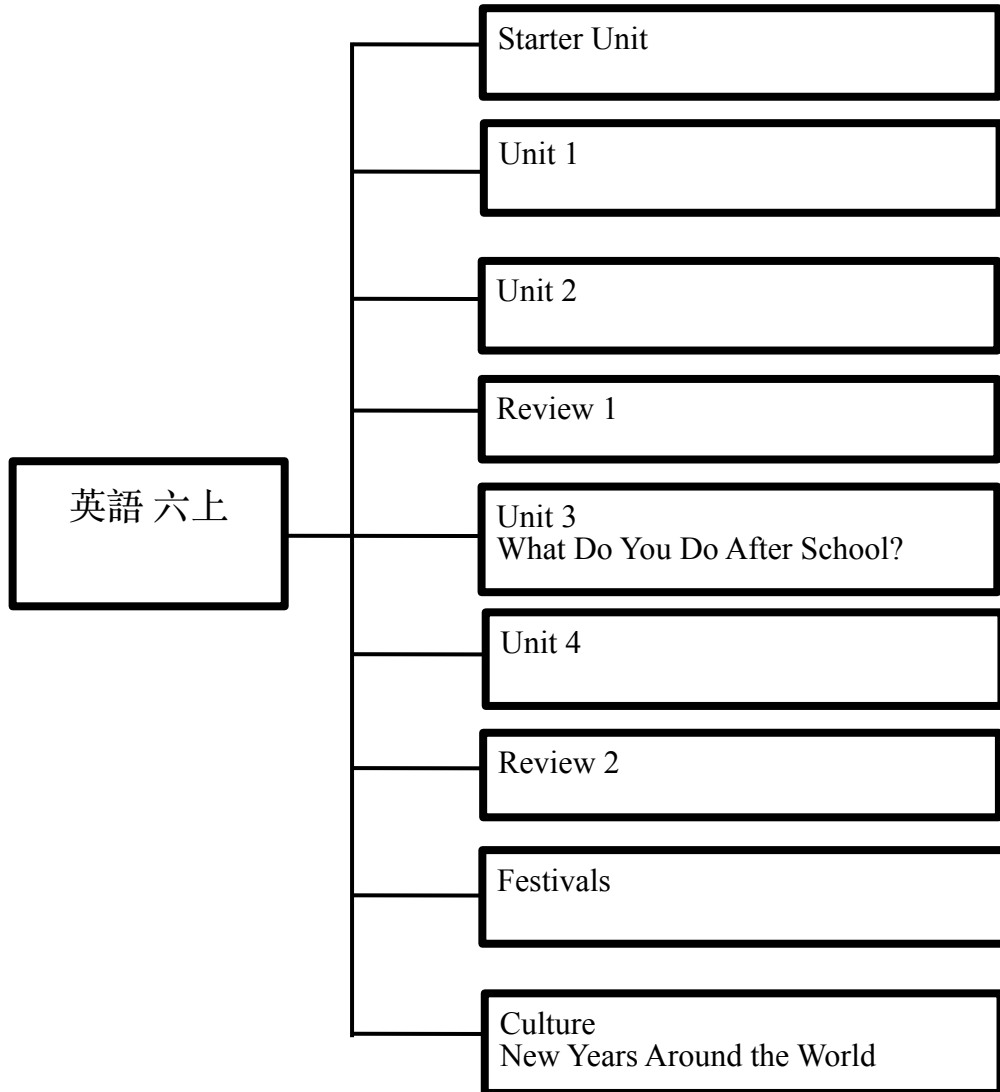 Starter Unit
Unit 1
Unit 2
Review 1
英語 六上
Unit 3
What Do You Do After School?
Unit 4
Review 2
Festivals
Culture
New Years Around the World